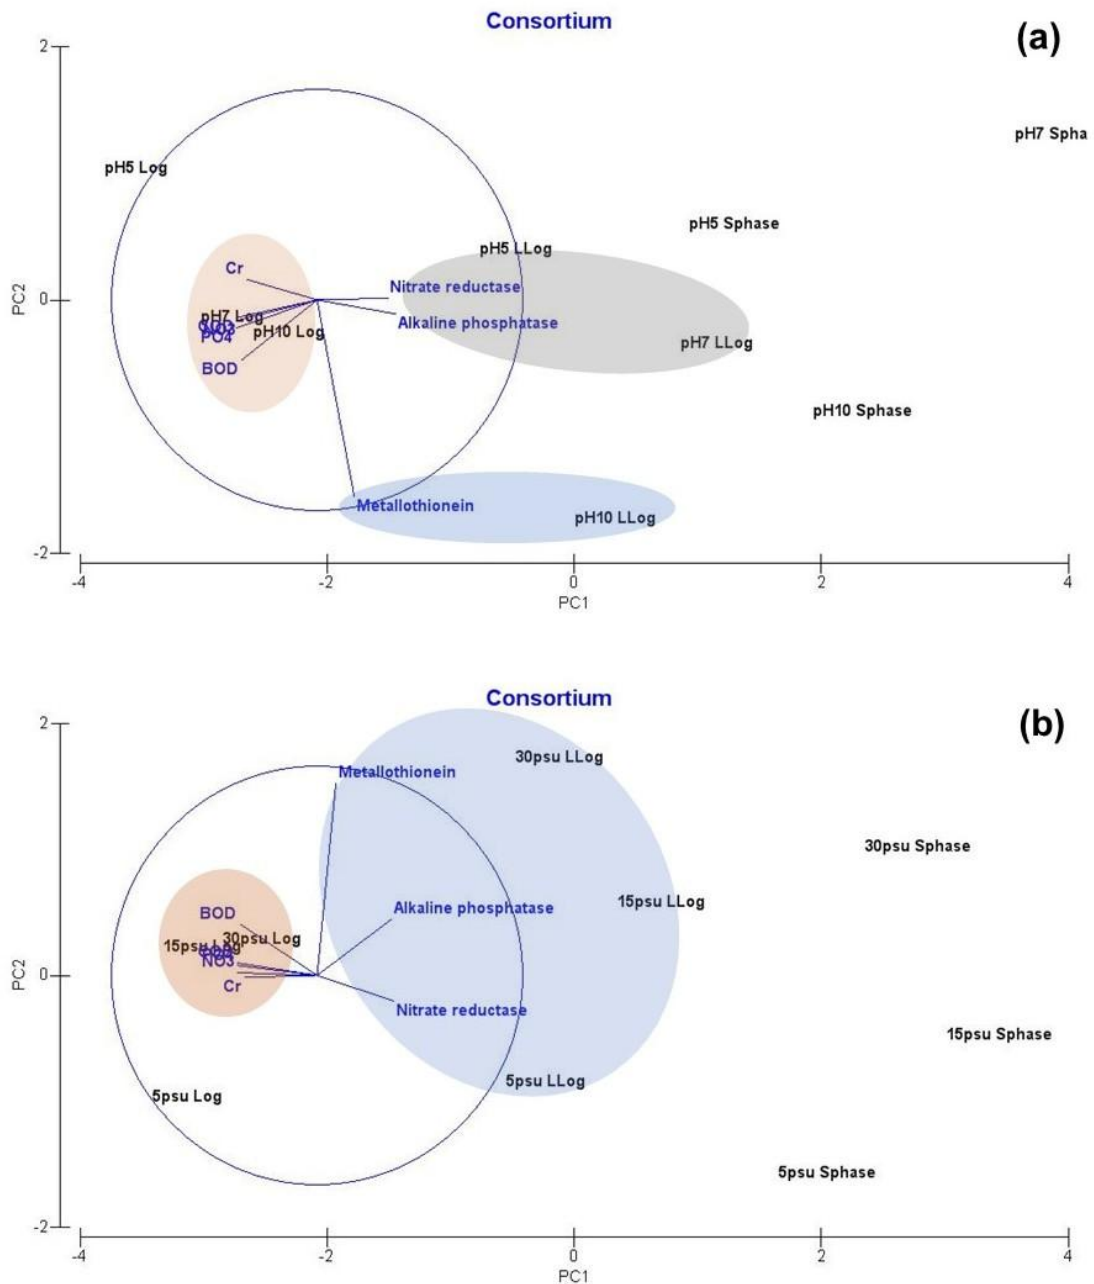 Consortium
(a)
2
pH7 Spha
pH5 Log
pH5 Sphase
pH5 LLog
Cr
Nitrate reductase
PC2
0
pH7 Log
Alkaline phosphatase
NO3
pH10 Log
PO4
pH7 LLog
BOD
pH10 Sphase
Metallothionein
pH10 LLog
-2
-4
-2
0
2
4
PC1
Consortium
(b)
2
30psu LLog
Metallothionein
30psu Sphase
15psu LLog
Alkaline phosphatase
BOD
30psu Log
15psu Log
NO3
PC2
0
Cr
Nitrate reductase
15psu Sphase
5psu LLog
5psu Log
5psu Sphase
-2
-4
-2
0
2
4
PC1